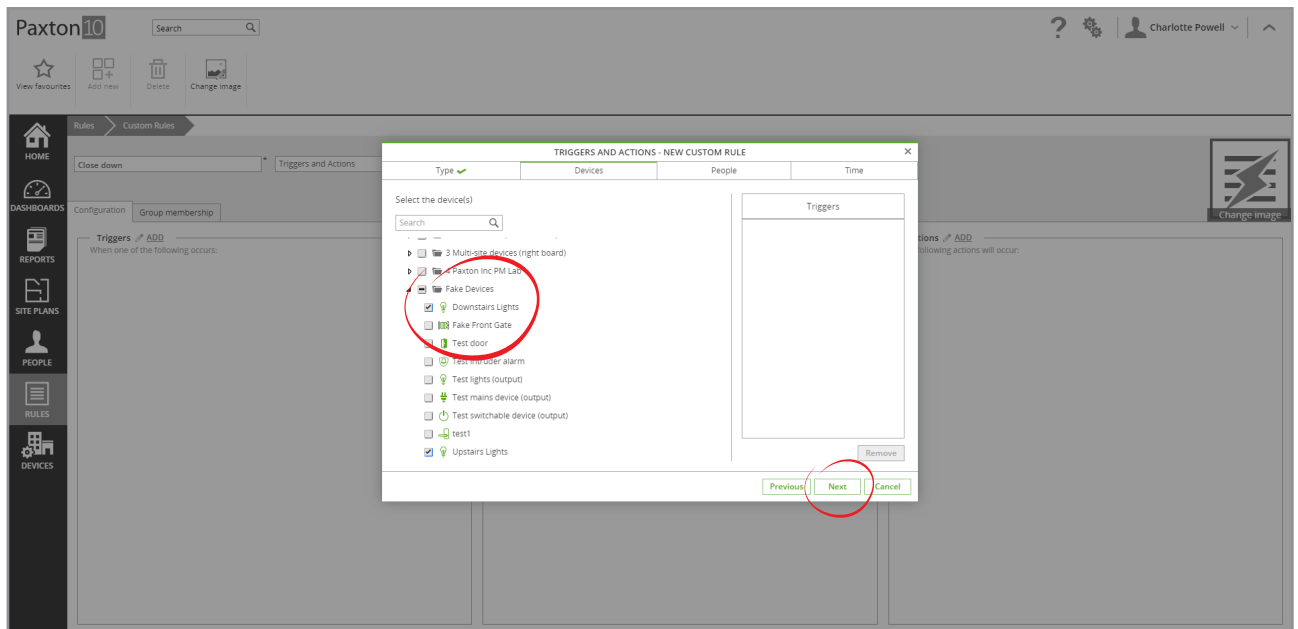 Paxton10
Search
Charlotte Powell
View favourites
Add new
Delete
Change image
Rules
Custom Rules
HOME
DASHBOARDS
REPORTS
SITE PLANS
PEOPLE
RULES
DEVICES
Close down
*
Triggers and Actions
Change image
Configuration
Group membership
Triggers ADD
When one of the following occurs:
tions ADD
following actions will occur:
TRIGGERS AND ACTIONS - NEW CUSTOM RULE
Type
Devices
People
Time
Select the device(s)
Search
3 Multi-site devices (right board)
4 Paxton Inc PM Lab
Fake Devices
Downstairs Lights
Fake Front Gate
Test door
Test intruder alarm
Test lights (output)
Test mains device (output)
Test switchable device (output)
test1
Upstairs Lights
Triggers
Remove
Previous
Next
Cancel